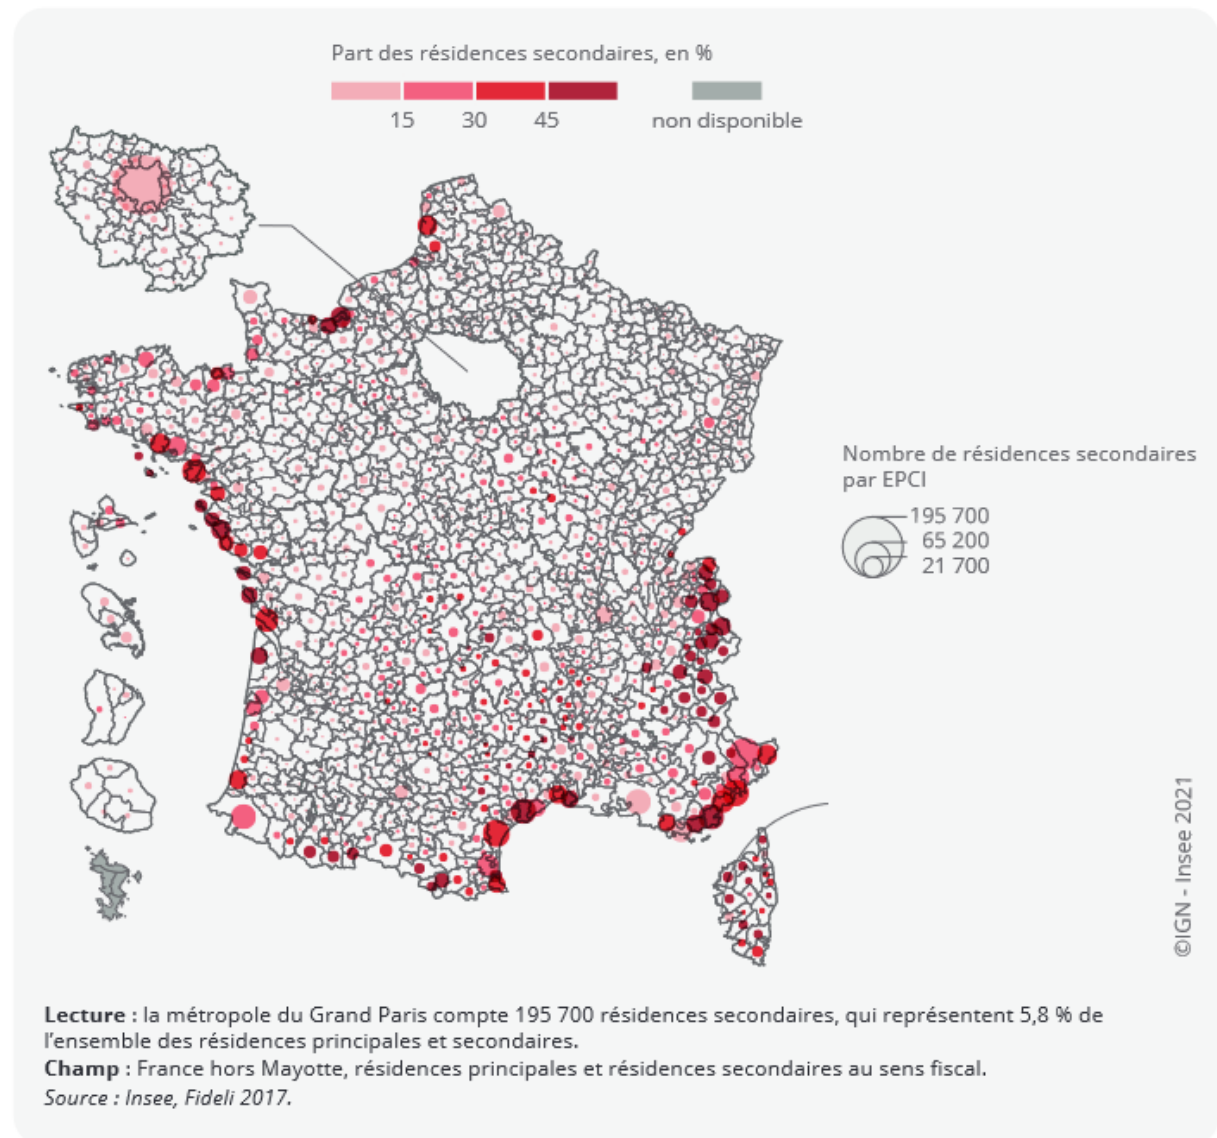 Part des résidences secondaires, en %
15 30 45 non disponible
Nombre de résidences secondaires
par EPCI
195 700
65 200
21 700
©IGN - Insee 2021
Lecture : la métropole du Grand Paris compte 195 700 résidences secondaires, qui représentent 5,8 % de
l’ensemble des résidences principales et secondaires.
Champ : France hors Mayotte, résidences principales et résidences secondaires au sens fiscal.
Source : Insee, Fideli 2017.